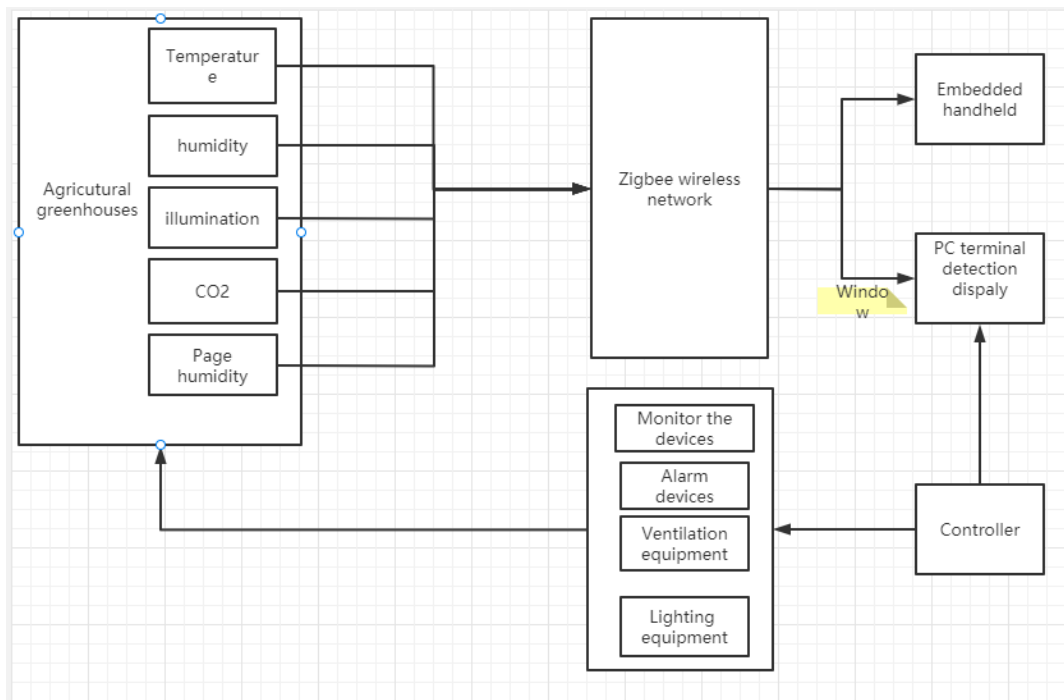 Temperatur
e
humidity
Agricutural
greenhouses
illumination
CO2
Page
humidity
Zigbee wireless
network
Embedded
handheld
PC terminal
detection
dispaly
Windo
w
Monitor the
devices
Alarm
devices
Ventilation
equipment
Lighting
equipment
Controller